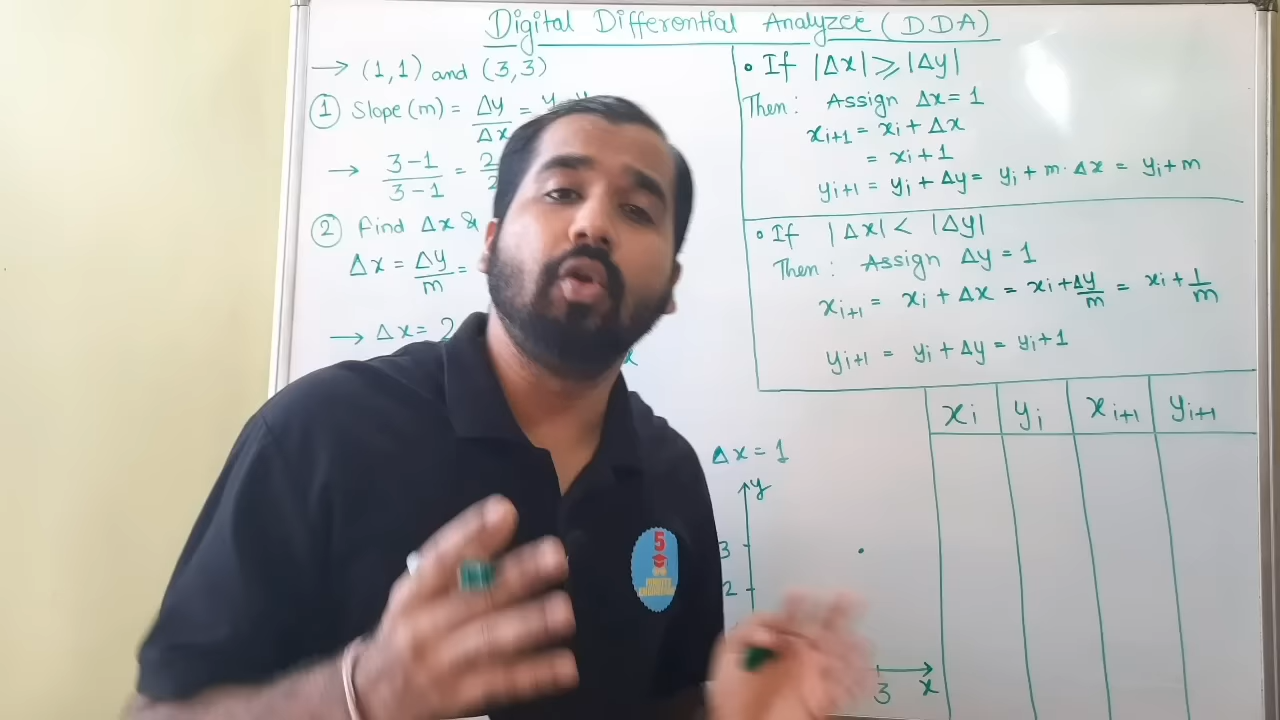 Digital Differential Analyzer (DDA)
→ (1,1) and (3,3)
① Slope (m) = Δy/Δx =
→ 3-1/3-1 = 2
② Find Δx &
Δx = Δy/m =
→ Δx = 2
Δx = 1
• If |Δx| ⩾ |Δy|
Then: Assign Δx = 1
xi+1 = xi + Δx
= xi + 1
yi+1 = yi + Δy = yi + m · Δx = yi + m
• If |Δx| < |Δy|
Then: Assign Δy = 1
xi+1 = xi + Δx = xi + Δy/m = xi + 1/m
yi+1 = yi + Δy = yi + 1
xi yi xi+1 yi+1
y
3
2
3 x
5
MINUTES
ENGINEERING